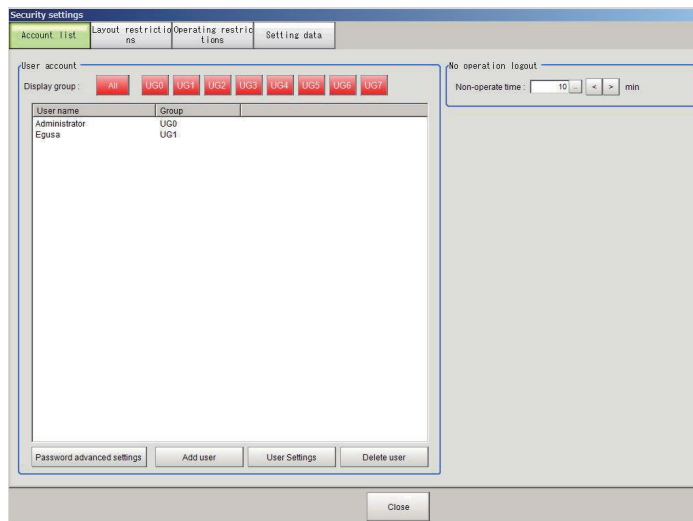 Security settings
Account list
Layout restrictio
ns
Operating restric
tions
Setting data
User account
Display group :
All UG0 UG1 UG2 UG3 UG4 UG5 UG6 UG7
User name Group
Administrator UG0
Egusa UG1
Password advanced settings Add user User Settings Delete user
No operation logout
Non-operate time : 10 ... < > min
Close